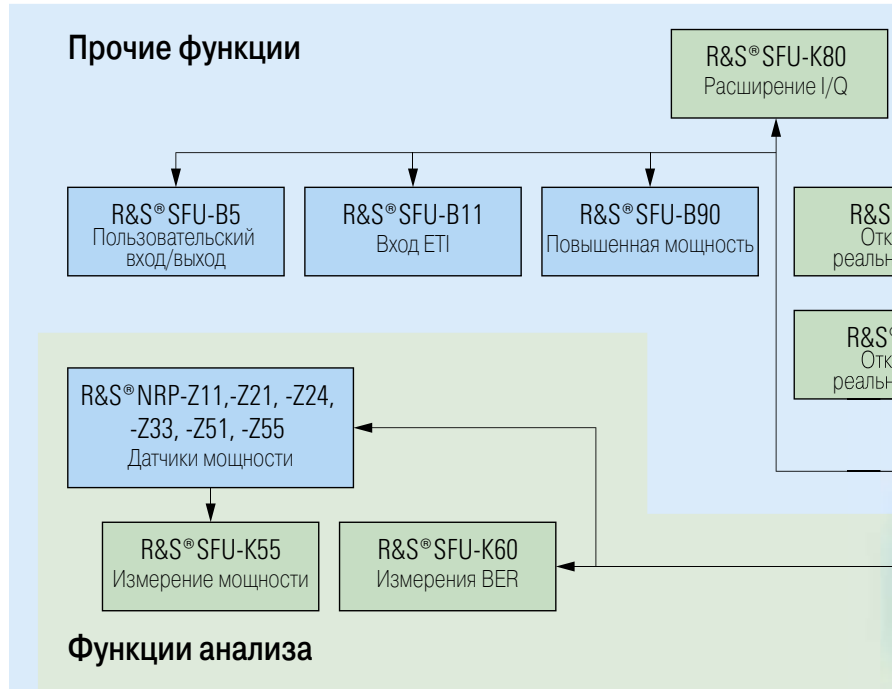 Прочие функции
R&S®SFU-K80
Расширение I/Q
R&S®SFU-B5
Пользовательский
вход/выход
R&S®SFU-B11
Вход ETI
R&S®SFU-B90
Повышенная мощность
R&S
R&S®
R&S®NRP-Z11,-Z21, -Z24,
-Z33, -Z51, -Z55
Датчики мощности
R&S®SFU-K55
Измерение мощности
R&S®SFU-K60
Измерения BER
Функции анализа